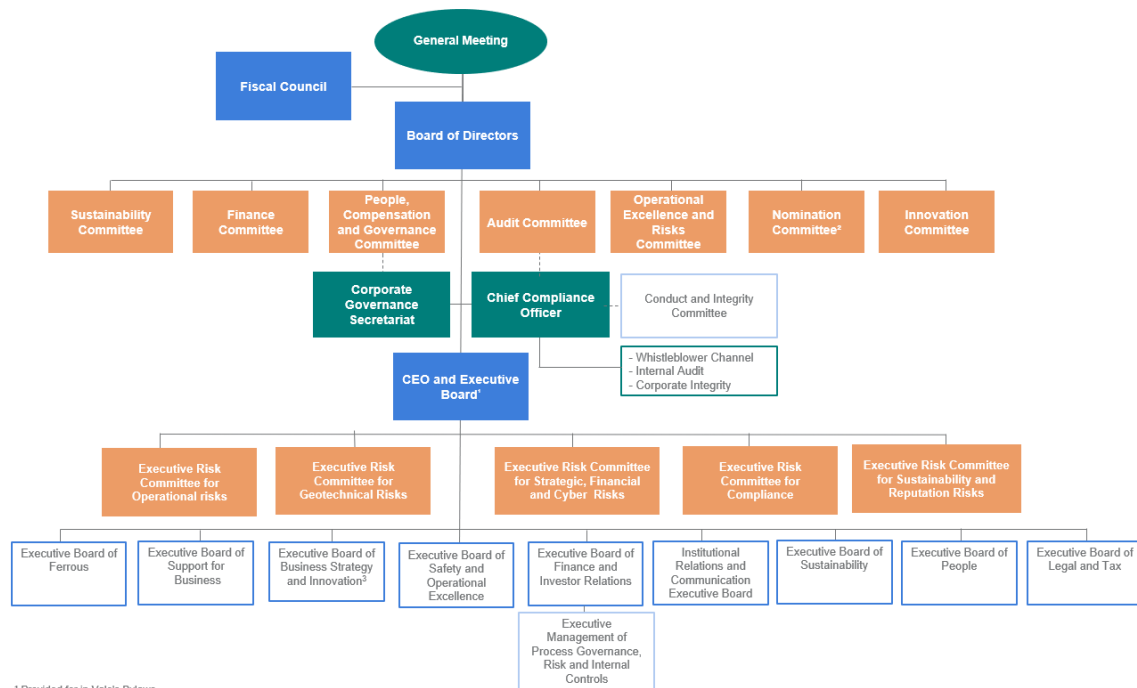 General Meeting
Fiscal Council
Board of Directors
Sustainability
Committee
Finance
Committee
People,
Compensation
and Governance
Committee
Audit Committee
Operational
Excellence and
Risks
Committee
Nomination
Committee²
Innovation
Committee
Corporate
Governance
Secretariat
Chief Compliance
Officer
Conduct and Integrity
Committee
- Whistleblower Channel
- Internal Audit
- Corporate Integrity
CEO and Executive
Board¹
Executive Risk
Committee for
Operational risks
Executive Risk
Committee for
Geotechnical Risks
Executive Risk Committee
for Strategic, Financial
and Cyber Risks
Executive Risk
Committee for
Compliance
Executive Risk Committee
for Sustainability and
Reputation Risks
Executive Board of
Ferrous
Executive Board of
Support for
Business
Executive Board of
Business Strategy
and Innovation³
Executive Board of
Safety and
Operational
Excellence
Executive Board of
Finance and
Investor Relations
Institutional
Relations and
Communication
Executive Board
Executive Board of
Sustainability
Executive Board of
People
Executive Board of
Legal and Tax
Executive
Management of
Process Governance,
Risk and Internal
Controls
¹ Provided for in Vale's Bylaws